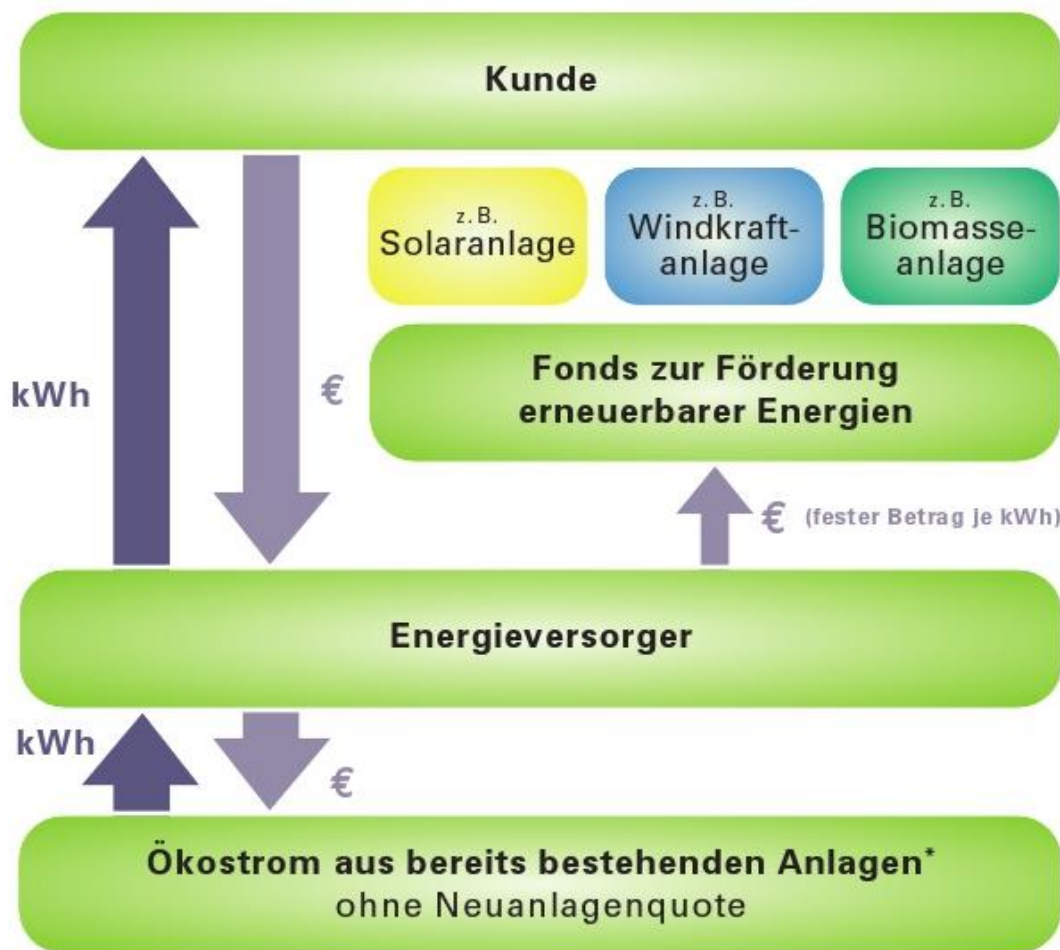 Kunde
z. B.
Solaranlage
z. B.
Windkraft-
anlage
z. B.
Biomasse-
anlage
kWh
€
Fonds zur Förderung
erneuerbarer Energien
€ (fester Betrag je kWh)
Energieversorger
kWh
€
Ökostrom aus bereits bestehenden Anlagen*
ohne Neuanlagenquote